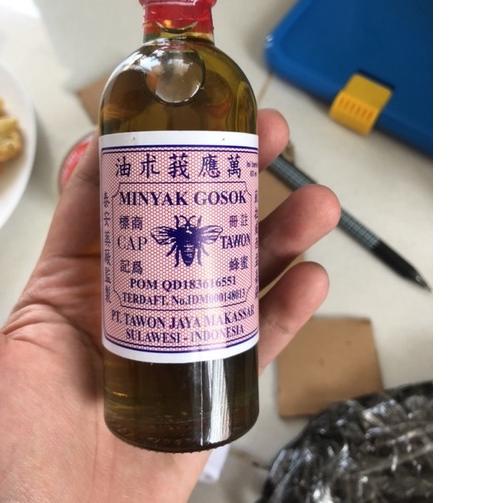 油朮莪應萬
MINYAK GOSOK
標商 冊註
CAP TAWON
記爲 蜂蜜
POM QD183616551
TERDAFT. No.IDM000148013
PT. TAWON JAYA MAKASSAR
SULAWESI - INDONESIA